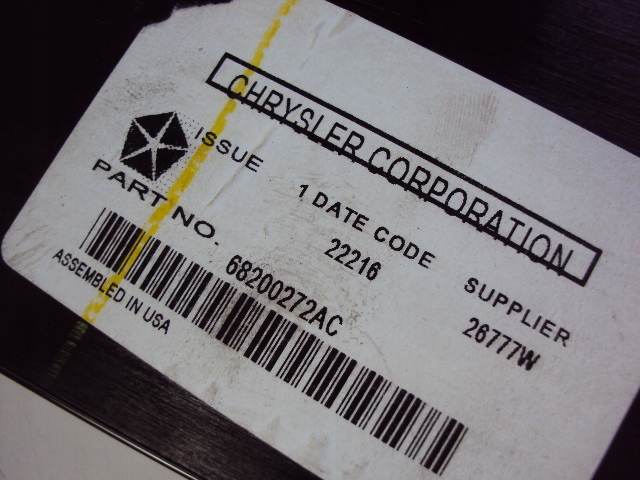 CHRYSLER CORPORATION
ISSUE 1 DATE CODE SUPPLIER
22216 26777W
PART NO. 68200272AC
ASSEMBLED IN USA